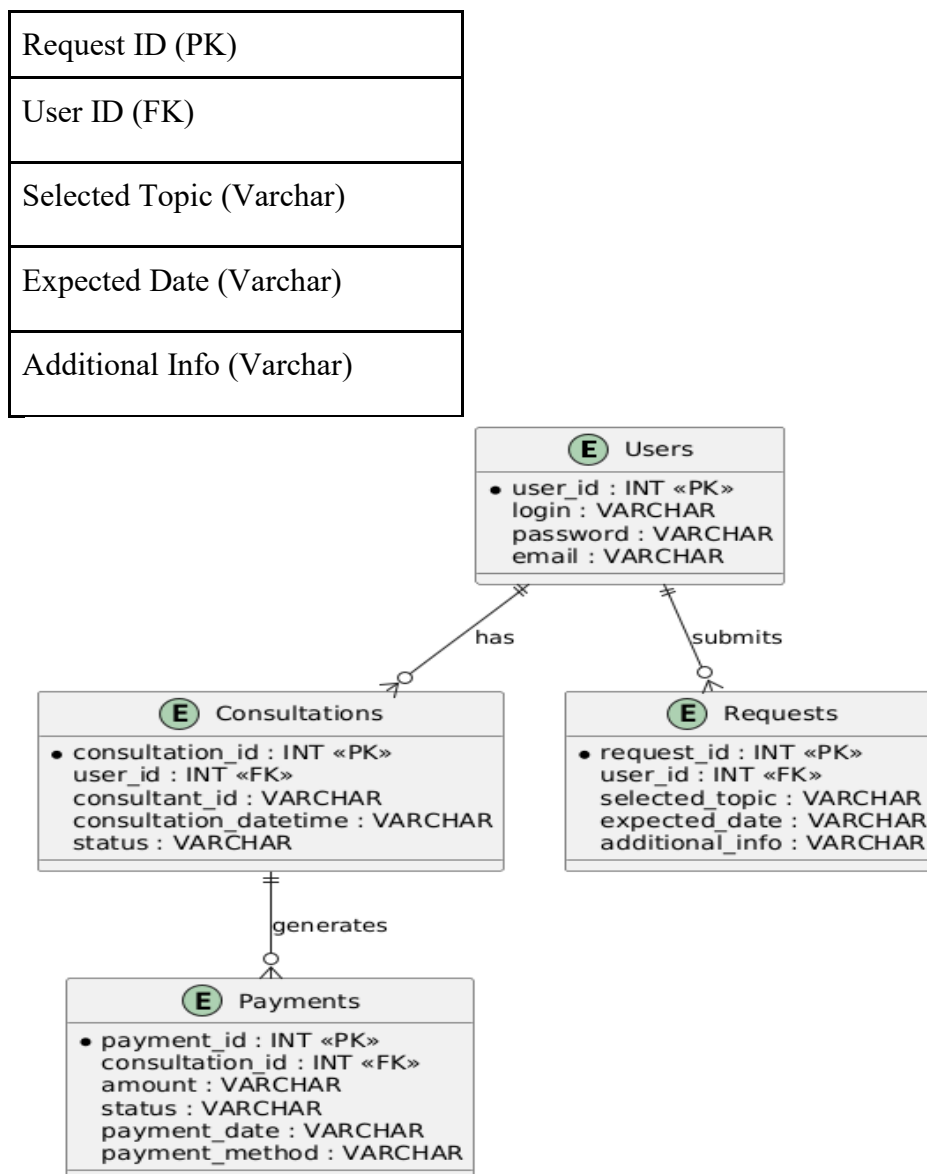 Request ID (PK)
User ID (FK)
Selected Topic (Varchar)
Expected Date (Varchar)
Additional Info (Varchar)
E Users
user_id : INT «PK»
login : VARCHAR
password : VARCHAR
email : VARCHAR
has
submits
E Consultations
consultation_id : INT «PK»
user_id : INT «FK»
consultant_id : VARCHAR
consultation_datetime : VARCHAR
status : VARCHAR
E Requests
request_id : INT «PK»
user_id : INT «FK»
selected_topic : VARCHAR
expected_date : VARCHAR
additional_info : VARCHAR
generates
E Payments
payment_id : INT «PK»
consultation_id : INT «FK»
amount : VARCHAR
status : VARCHAR
payment_date : VARCHAR
payment_method : VARCHAR